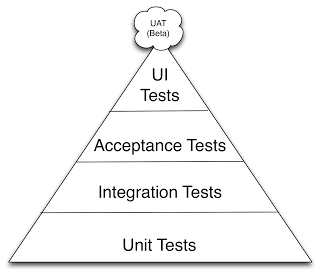 UAT
(Beta)
UI
Tests
Acceptance Tests
Integration Tests
Unit Tests